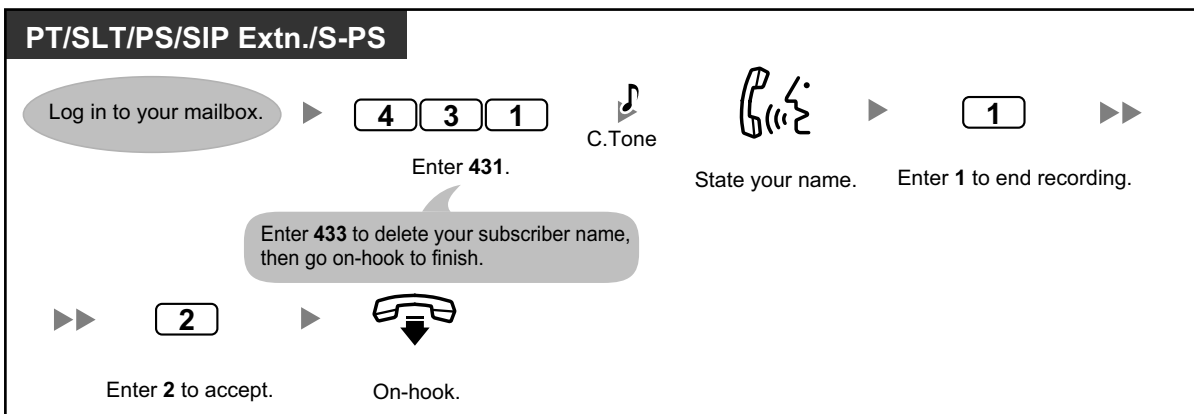 PT/SLT/PS/SIP Extn./S-PS
Log in to your mailbox.
4 3 1
C.Tone
Enter 431.
State your name.
1
Enter 1 to end recording.
Enter 433 to delete your subscriber name,
then go on-hook to finish.
2
Enter 2 to accept.
On-hook.